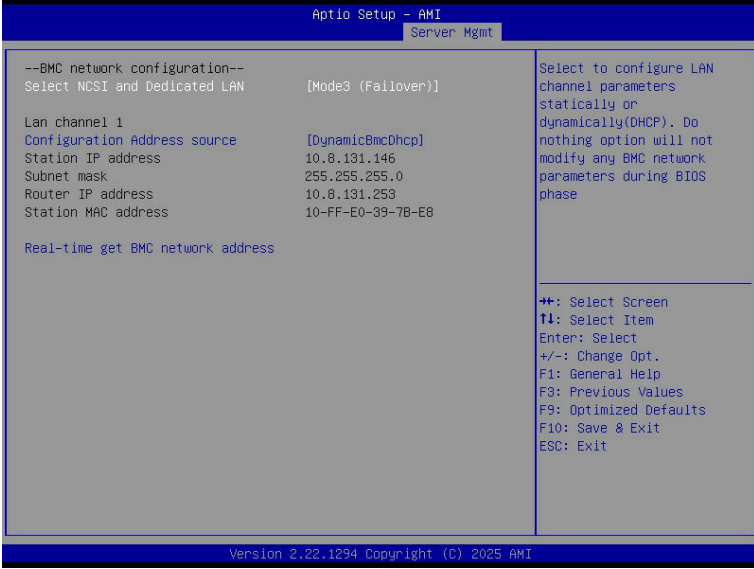 Aptio Setup - AMI
Server Mgmt
--BMC network configuration--
Select NCSI and Dedicated LAN [Mode3 (Failover)]
Lan channel 1
Configuration Address source [DynamicBmcDhcp]
Station IP address 10.8.131.146
Subnet mask 255.255.255.0
Router IP address 10.8.131.253
Station MAC address 10-FF-E0-39-7B-E8
Real-time get BMC network address
Select to configure LAN
channel parameters
statically or
dynamically(DHCP). Do
nothing option will not
modify any BMC network
parameters during BIOS
phase
→←: Select Screen
↑↓: Select Item
Enter: Select
+/-: Change Opt.
F1: General Help
F3: Previous Values
F9: Optimized Defaults
F10: Save & Exit
ESC: Exit
Version 2.22.1294 Copyright (C) 2025 AMI